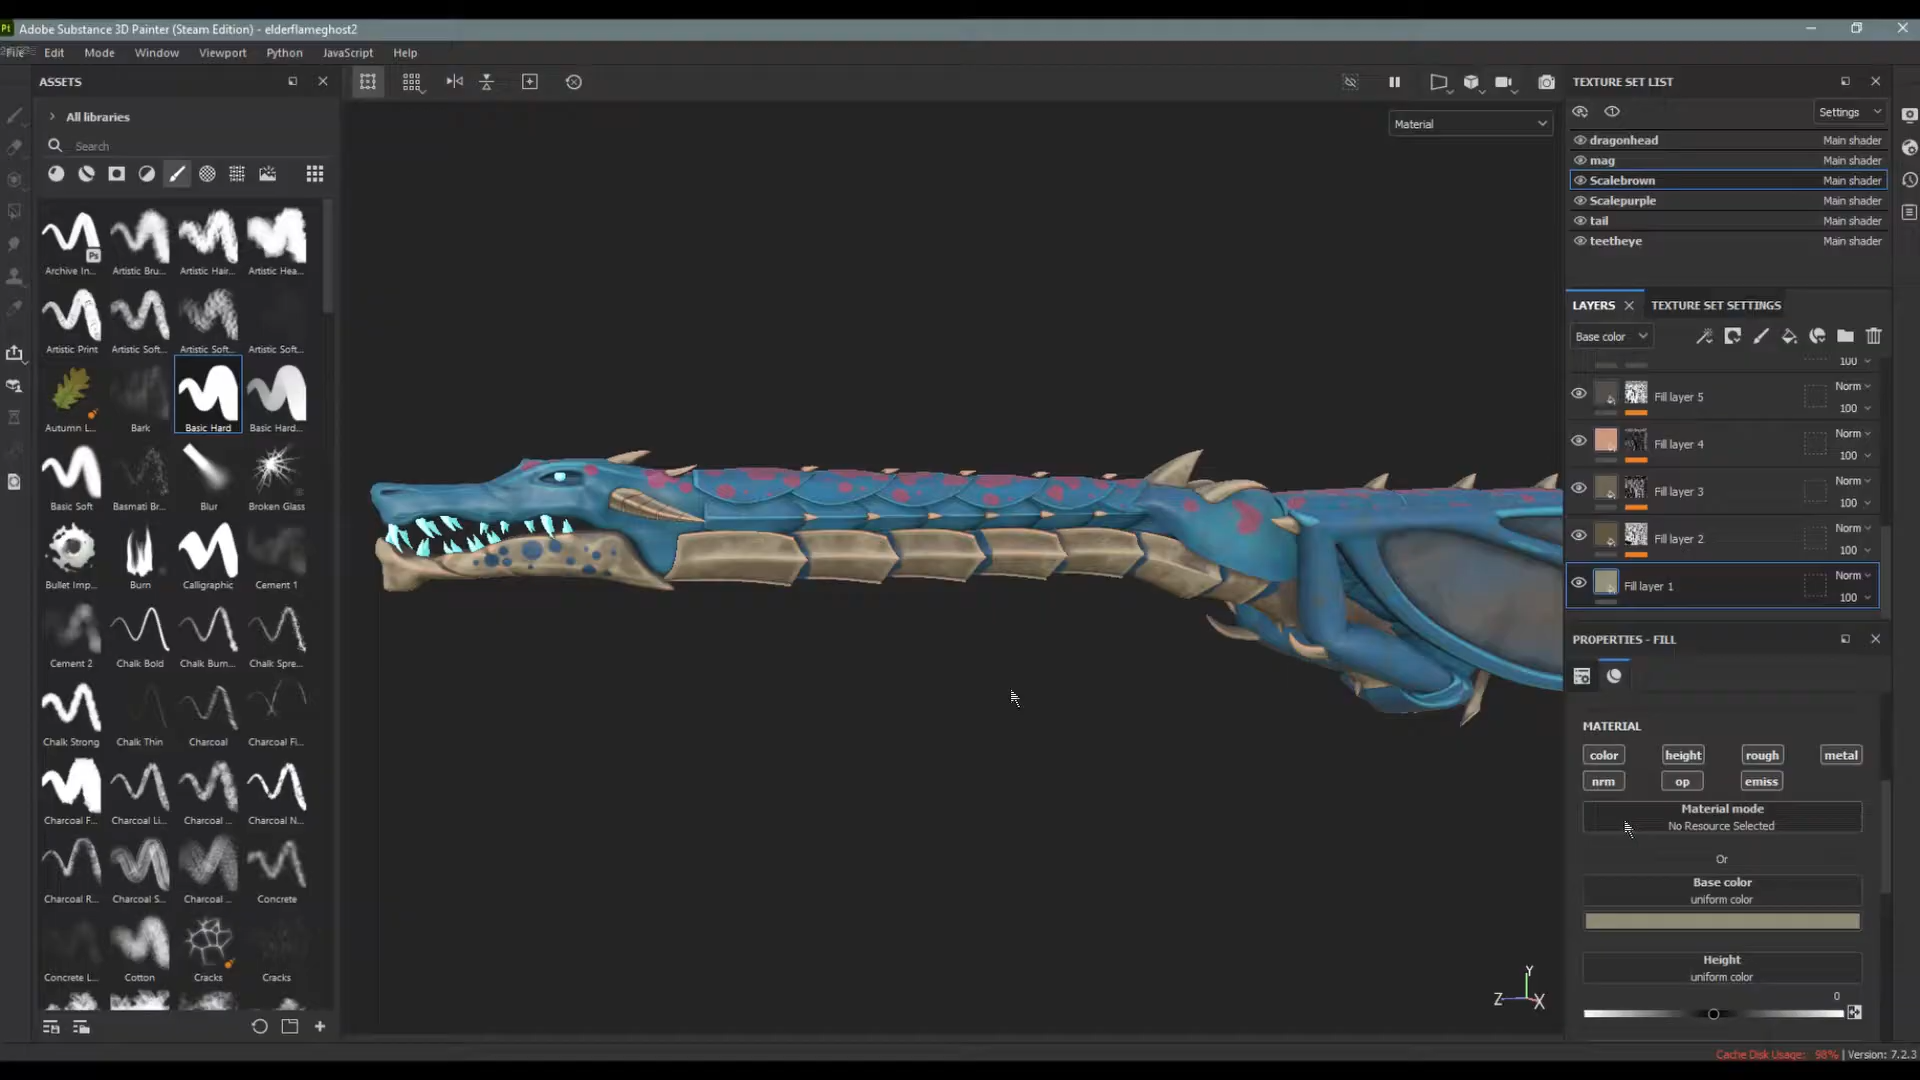 Pt Adobe Substance 3D Painter (Steam Edition) - elderflameghost2
File Edit Mode Window Viewport Python JavaScript Help
ASSETS
All libraries
Search
Archive In... Artistic Bru... Artistic Hair... Artistic Hea...
Ps
Artistic Print Artistic Soft... Artistic Soft... Artistic Soft...
Autumn L... Bark Basic Hard Basic Hard...
Basic Soft Basmati Br... Blur Broken Glass
Bullet Imp... Burn Calligraphic Cement 1
Cement 2 Chalk Bold Chalk Bum... Chalk Spre...
Chalk Strong Chalk Thin Charcoal Charcoal Fi...
Charcoal F... Charcoal Li... Charcoal ... Charcoal N...
Charcoal R... Charcoal S... Charcoal ... Concrete
Concrete L... Cotton Cracks Cracks
Material
Y
Z X
TEXTURE SET LIST
Settings
dragonhead Main shader
mag Main shader
Scalebrown Main shader
Scalepurple Main shader
tail Main shader
teetheye Main shader
LAYERS TEXTURE SET SETTINGS
Base color
100
Fill layer 5 Norm
100
Fill layer 4 Norm
100
Fill layer 3 Norm
100
Fill layer 2 Norm
100
Fill layer 1 Norm
100
PROPERTIES - FILL
MATERIAL
color height rough metal
nrm op emiss
Material mode
No Resource Selected
Or
Base color
uniform color
Height
uniform color
0
Cache Disk Usage: 98% | Version: 7.2.3